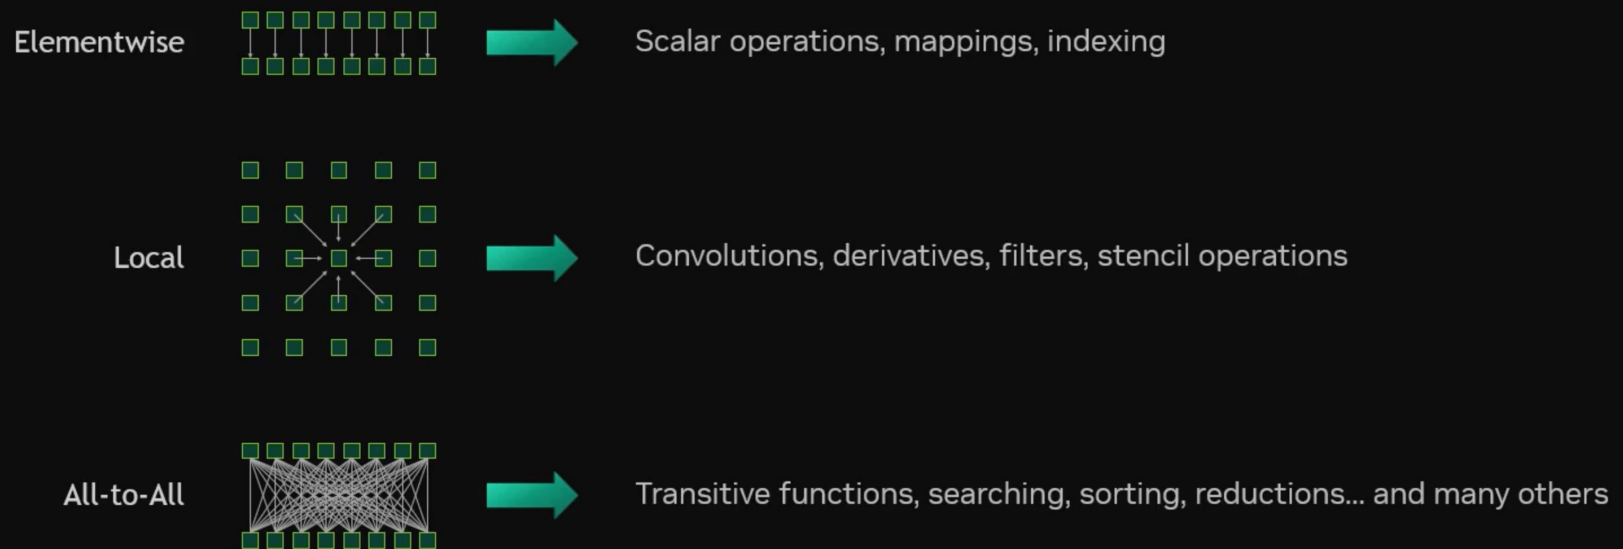 Elementwise
Scalar operations, mappings, indexing
Local
Convolutions, derivatives, filters, stencil operations
All-to-All
Transitive functions, searching, sorting, reductions... and many others